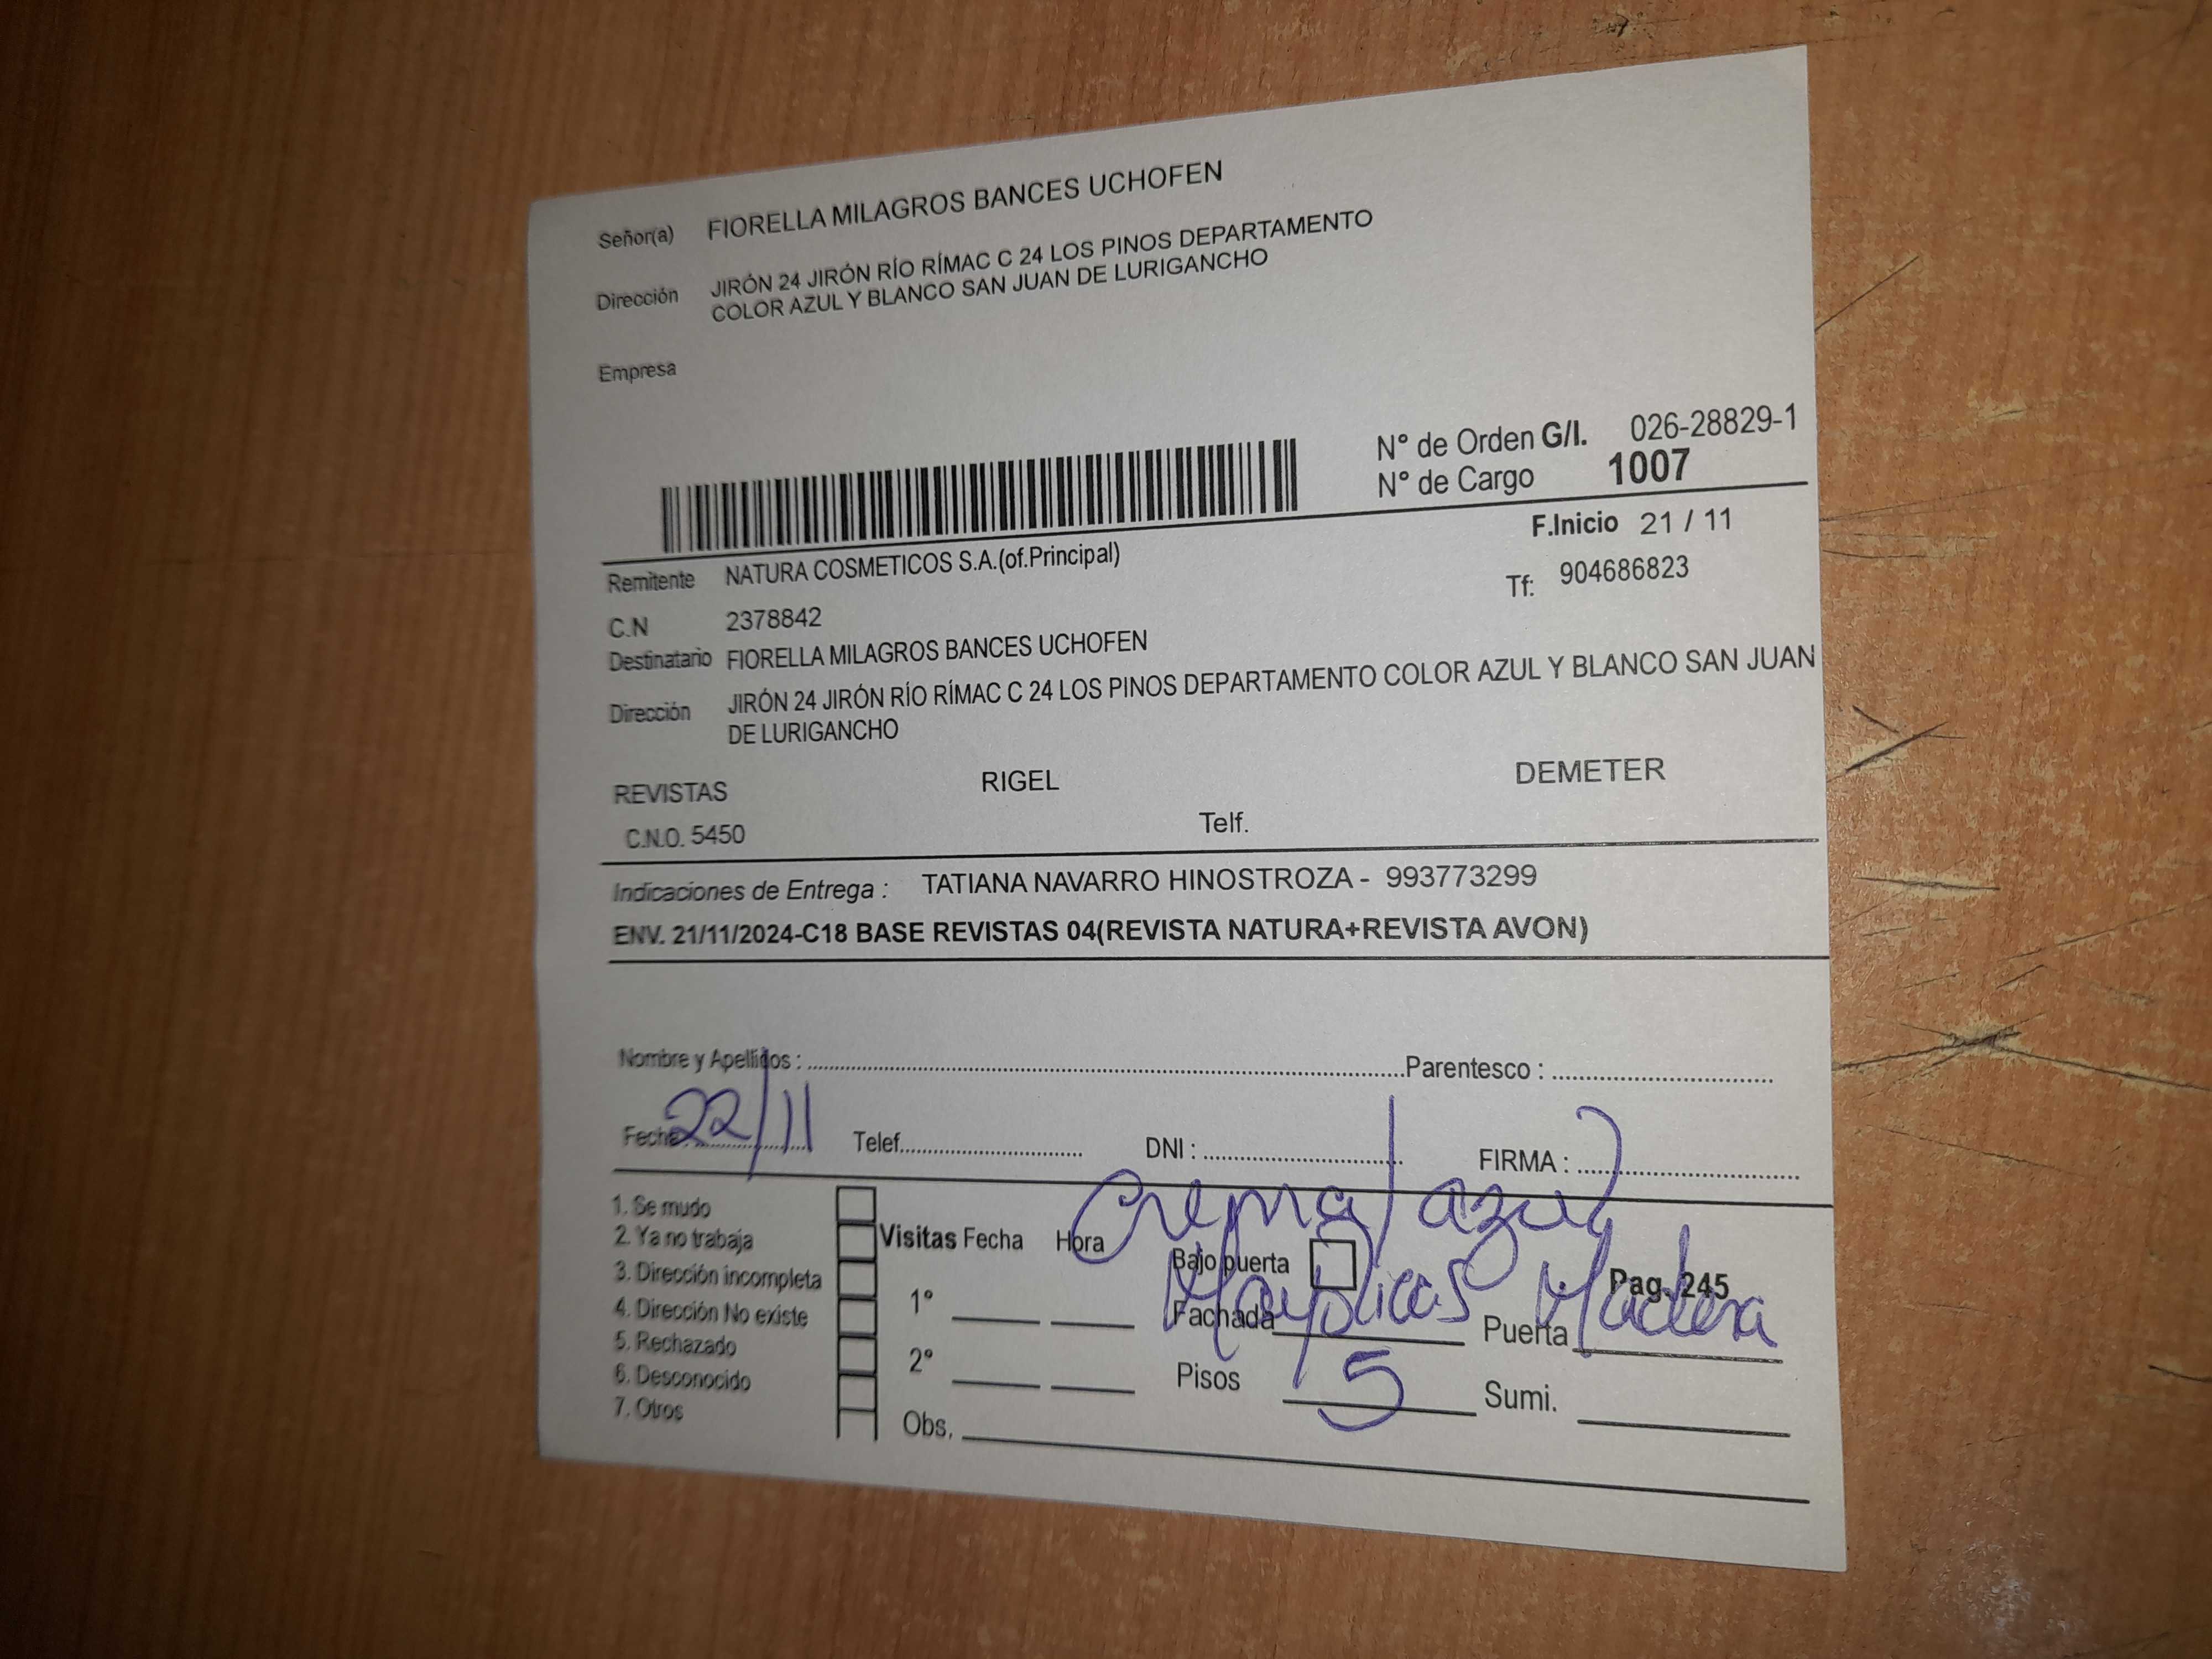 Señor(a) FIORELLA MILAGROS BANCES UCHOFEN
Dirección JIRÓN 24 JIRÓN RÍO RÍMAC C 24 LOS PINOS DEPARTAMENTO
COLOR AZUL Y BLANCO SAN JUAN DE LURIGANCHO
Empresa
N° de Orden G/I. 026-28829-1
N° de Cargo 1007
F.Inicio 21 / 11
Remitente NATURA COSMETICOS S.A.(of.Principal)
Tf: 904686823
C.N 2378842
Destinatario FIORELLA MILAGROS BANCES UCHOFEN
Dirección JIRÓN 24 JIRÓN RÍO RÍMAC C 24 LOS PINOS DEPARTAMENTO COLOR AZUL Y BLANCO SAN JUAN
DE LURIGANCHO
REVISTAS RIGEL DEMETER
C.N.O. 5450 Telf.
Indicaciones de Entrega : TATIANA NAVARRO HINOSTROZA - 993773299
ENV. 21/11/2024-C18 BASE REVISTAS 04(REVISTA NATURA+REVISTA AVON)
Nombre y Apellidos : Parentesco :
Fecha : 22/11 Telef. DNI : FIRMA :
Crema/azul
1. Se mudo
2. Ya no trabaja
3. Dirección incompleta
4. Dirección No existe
5. Rechazado
6. Desconocido
7. Otros
Visitas Fecha Hora
1°
2°
Obs.
Bajo puerta
Pag. 245
Fachada Mayolicas Puerta Madera
Pisos 5 Sumi.